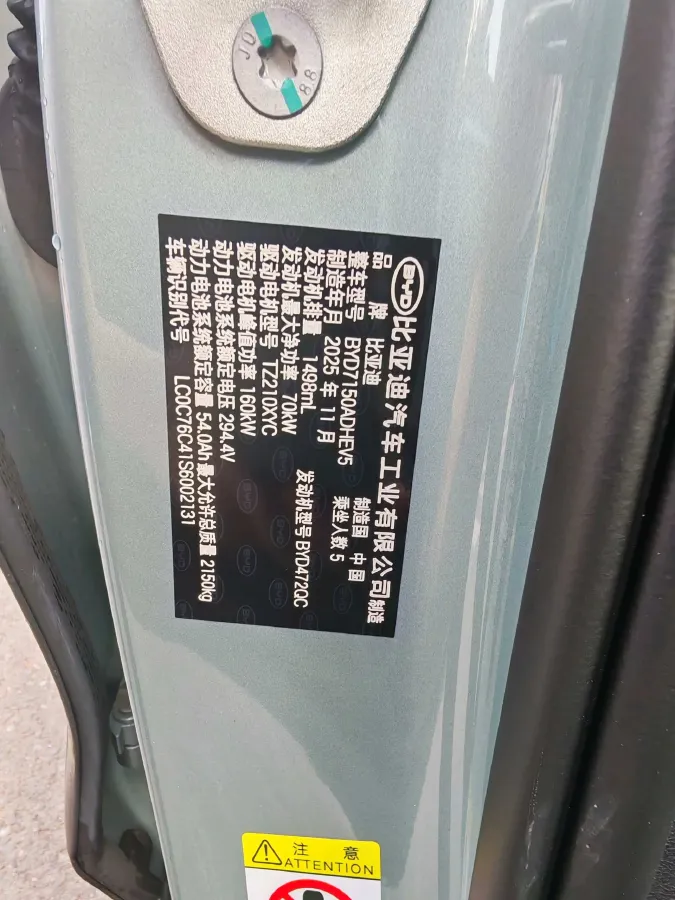 JD
88
BYD 比亚迪汽车工业有限公司制造
品牌 比亚迪 制造国 中国
整车型号 BYD7150ADHEV5 乘坐人数 5
制造年月 2025 年 11 月
发动机排量 1498mL 发动机型号 BYD472QC
发动机最大净功率 70kW
驱动电机型号 TZ210XYC
驱动电机峰值功率 160kW
动力电池系统额定电压 294.4V
动力电池系统额定容量 54.0Ah 最大允许总质量 2150kg
车辆识别代号 LC0C76C41S6002131
注意
ATTENTION